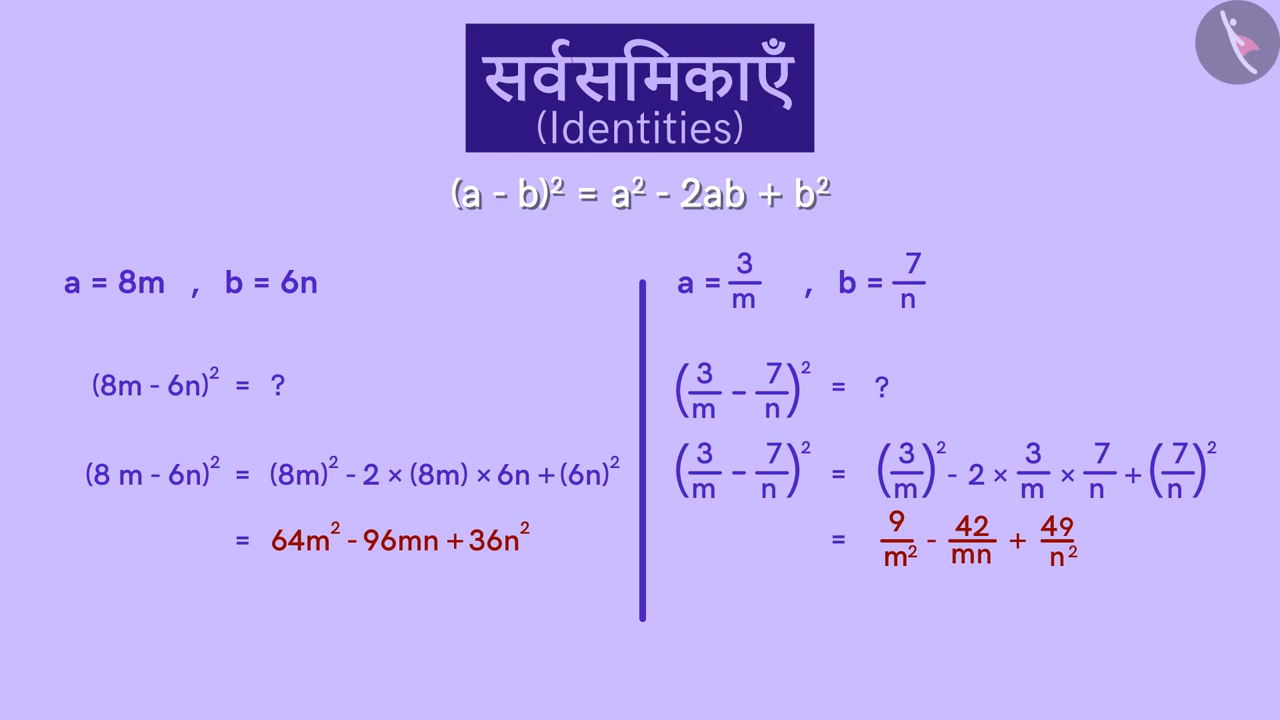 सर्वसमिकाएँ
(Identities)
(a - b)² = a² - 2ab + b²
a = 8m , b = 6n
(8m - 6n)² = ?
(8 m - 6n)² = (8m)² - 2 × (8m) × 6n + (6n)²
= 64m² - 96mn + 36n²
a = 3/m , b = 7/n
(3/m - 7/n)² = ?
(3/m - 7/n)² = (3/m)² - 2 × 3/m × 7/n + (7/n)²
= 9/m² - 42/mn + 49/n²